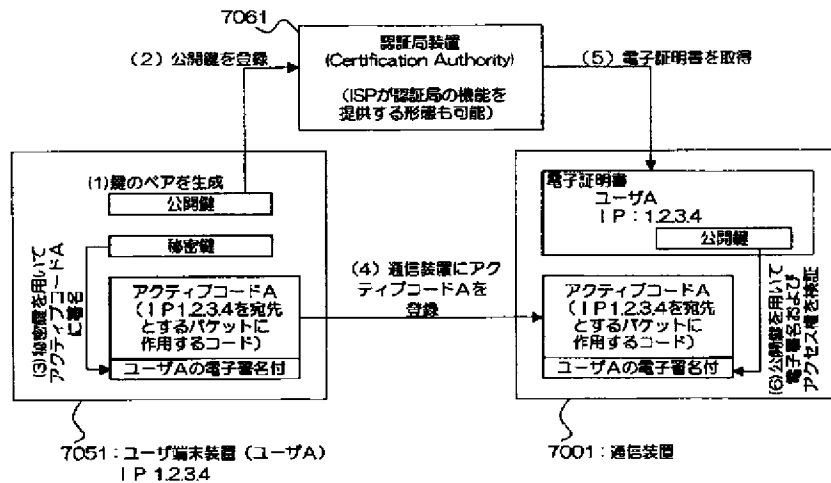 7061
認証局装置
(Certification Authority)
(ISPが認証局の機能を
提供する形態も可能)
(2) 公開鍵を登録
(5) 電子証明書を取得
(1)鍵のペアを生成
公開鍵
秘密鍵
(3)秘密鍵を用いて
アクティブコードA
に署名
アクティブコードA
(IP1.2.3.4を宛先
とするパケットに
作用するコード)
ユーザAの電子署名付
(4) 通信装置にアク
ティブコードAを
登録
電子証明書
ユーザA
IP:1.2.3.4
公開鍵
アクティブコードA
(IP1.2.3.4を宛先
とするパケットに
作用するコード)
ユーザAの電子署名付
(6)公開鍵を用いて
電子署名および
アクセス権を検証
7051:ユーザ端末装置(ユーザA)
IP 1.2.3.4
7001:通信装置